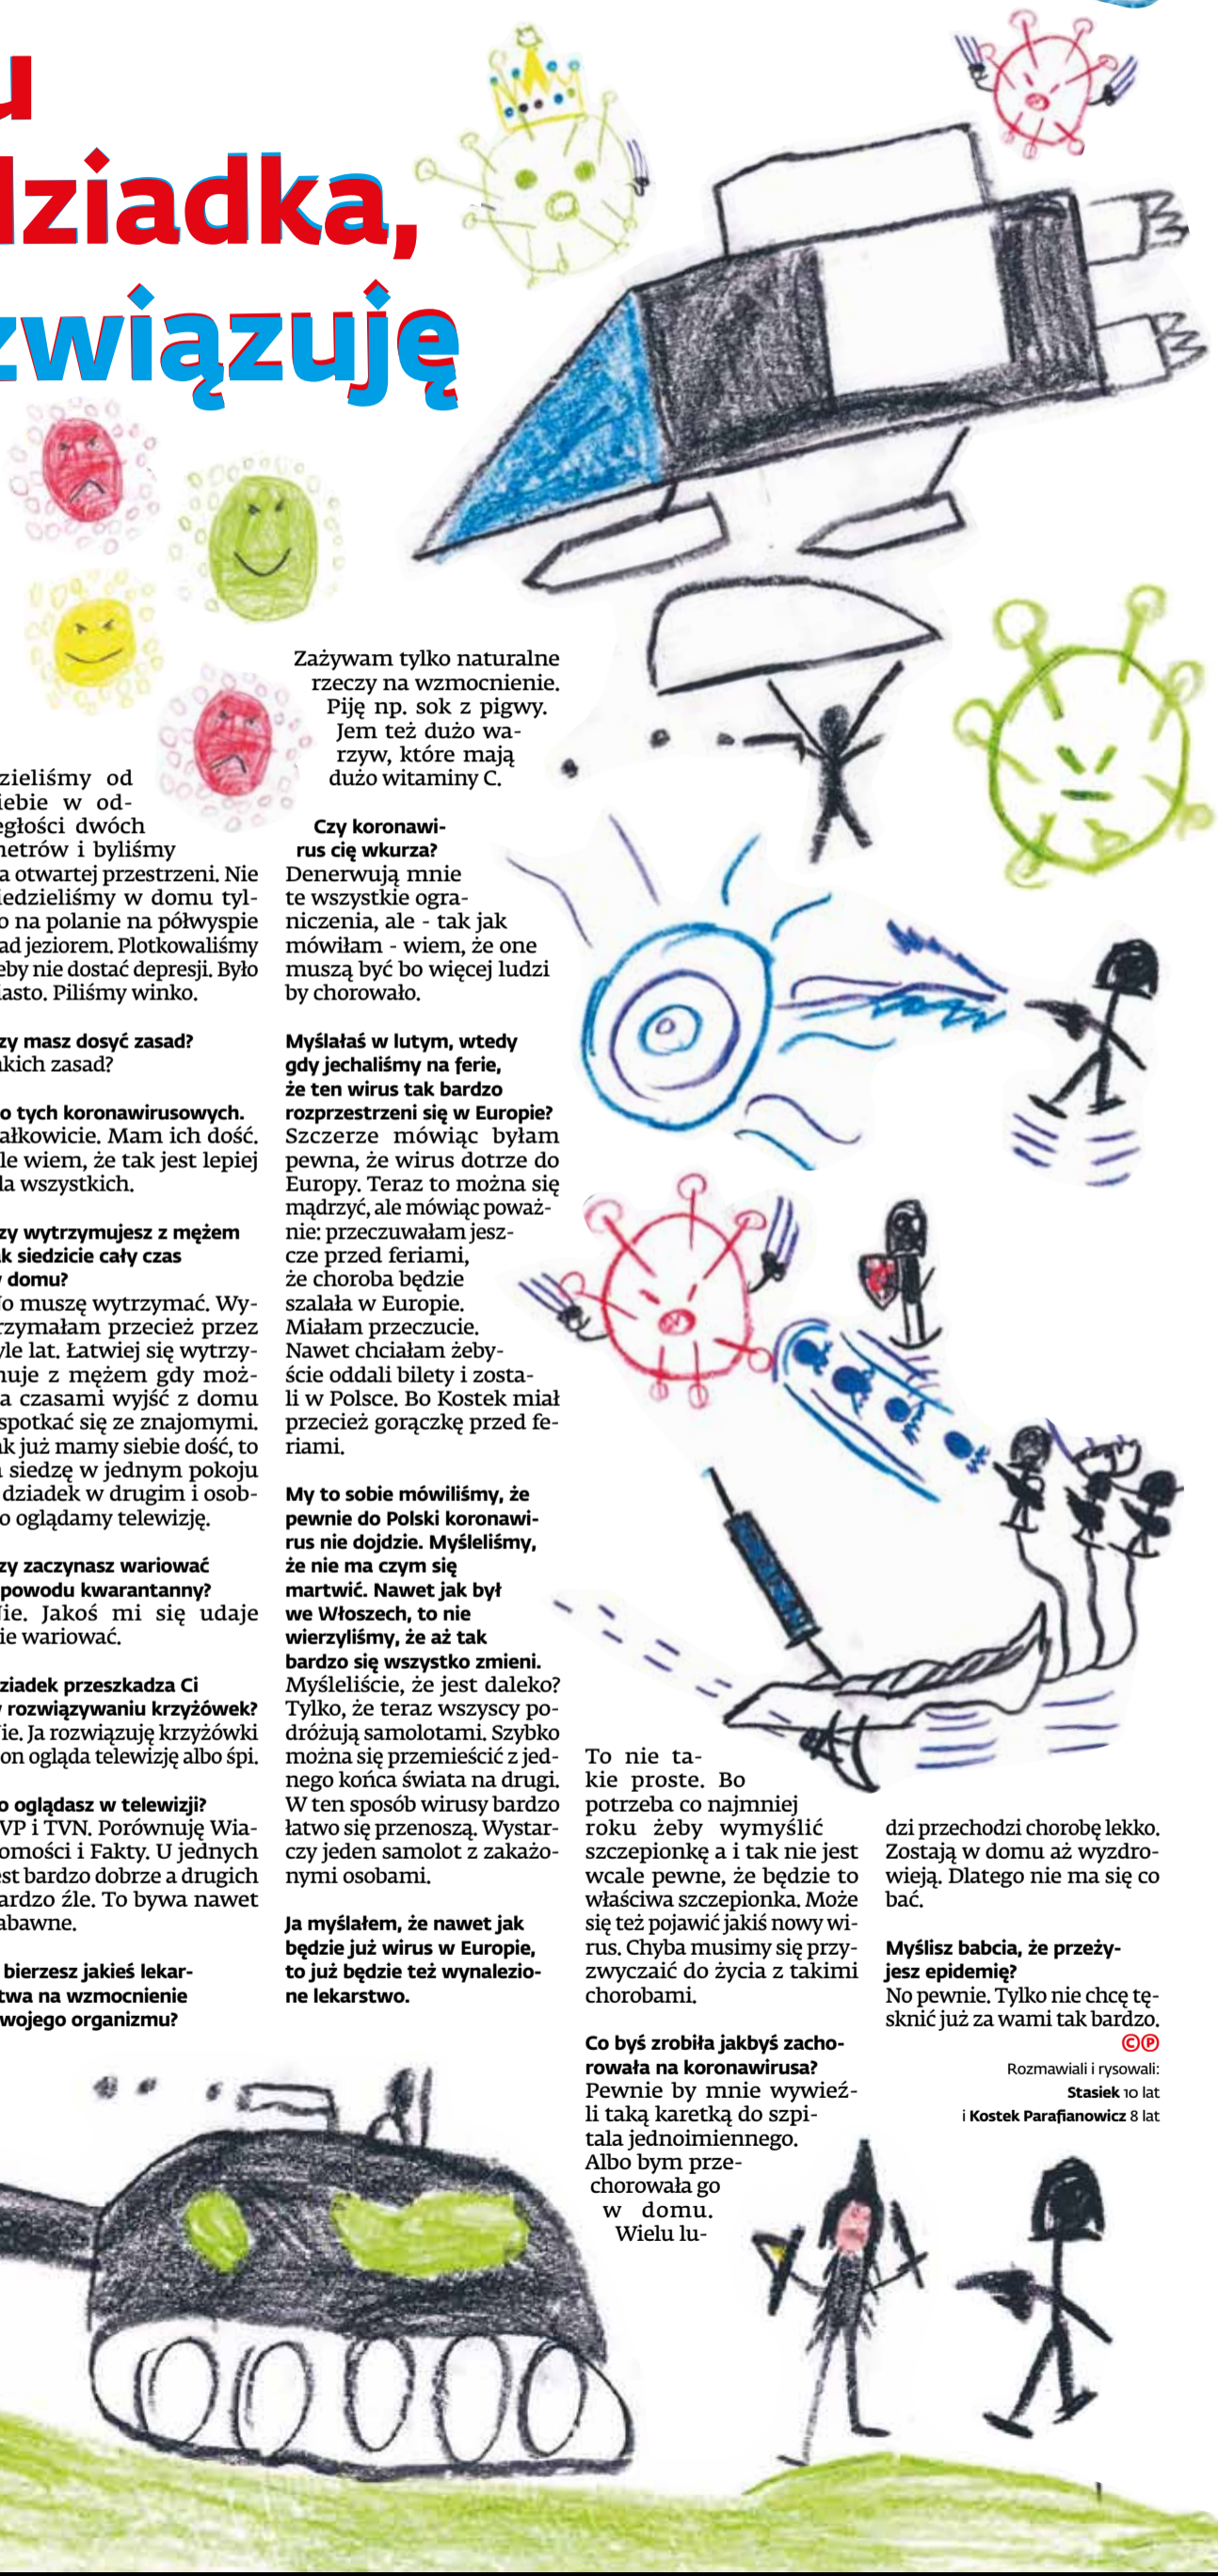 u
dziadka,
związuję
zieliśmy od
iebie w od-
egłości dwóch
netrów i byliśmy
a otwartej przestrzeni. Nie
iedzieliśmy w domu tyl-
o na polanie na półwyspie
ad jeziorem. Plotkowaliśmy
eby nie dostać depresji. Było
iasto. Piliśmy winko.
zy masz dosyć zasad?
akich zasad?
o tych koronawirusowych.
ałkowicie. Mam ich dość.
le wiem, że tak jest lepiej
la wszystkich.
zy wytrzymujesz z mężem
ak siedzicie cały czas
w domu?
No muszę wytrzymać. Wy-
rzymałam przecież przez
yle lat. Łatwiej się wytrzy-
nuje z mężem gdy moż-
a czasami wyjść z domu
spotkać się ze znajomymi.
ak już mamy siebie dość, to
a siedzę w jednym pokoju
dziadek w drugim i osob-
o oglądamy telewizję.
zy zaczynasz wariować
powodu kwarantanny?
Nie. Jakoś mi się udaje
ie wariować.
ziadek przeszkadza Ci
w rozwiązywaniu krzyżówek?
Nie. Ja rozwiązuję krzyżówki
on ogląda telewizję albo śpi.
o oglądasz w telewizji?
VP i TVN. Porównuję Wia-
omości i Fakty. U jednych
est bardzo dobrze a drugich
ardzo źle. To bywa nawet
abawne.
bierzesz jakieś lekar-
twa na wzmocnienie
wojego organizmu?
Zażywam tylko naturalne
rzeczy na wzmocnienie.
Piję np. sok z pigwy.
Jem też dużo wa-
rzyw, które mają
dużo witaminy C.
Czy koronawi-
rus cię wkurza?
Denerwują mnie
te wszystkie ogra-
niczenia, ale - tak jak
mówiłam - wiem, że one
muszą być bo więcej ludzi
by chorowało.
Myślałaś w lutym, wtedy
gdy jechaliśmy na ferie,
że ten wirus tak bardzo
rozprzestrzeni się w Europie?
Szczerze mówiąc byłam
pewna, że wirus dotrze do
Europy. Teraz to można się
mądrzyć, ale mówiąc poważ-
nie: przeczuwałam jesz-
cze przed feriami,
że choroba będzie
szalała w Europie.
Miałam przeczucie.
Nawet chciałam żeby-
ście oddali bilety i zosta-
li w Polsce. Bo Kostek miał
przecież gorączkę przed fe-
riami.
My to sobie mówiliśmy, że
pewnie do Polski koronawi-
rus nie dojdzie. Myśleliśmy,
że nie ma czym się
martwić. Nawet jak był
we Włoszech, to nie
wierzyliśmy, że aż tak
bardzo się wszystko zmieni.
Myśleliście, że jest daleko?
Tylko, że teraz wszyscy po-
dróżują samolotami. Szybko
można się przemieścić z jed-
nego końca świata na drugi.
W ten sposób wirusy bardzo
łatwo się przenoszą. Wystar-
czy jeden samolot z zakażo-
nymi osobami.
Ja myślałem, że nawet jak
będzie już wirus w Europie,
to już będzie też wynalezio-
ne lekarstwo.
To nie ta-
kie proste. Bo
potrzeba co najmniej
roku żeby wymyślić
szczepionkę a i tak nie jest
wcale pewne, że będzie to
właściwa szczepionka. Może
się też pojawić jakiś nowy wi-
rus. Chyba musimy się przy-
zwyczaić do życia z takimi
chorobami.
Co byś zrobiła jakbyś zacho-
rowała na koronawirusa?
Pewnie by mnie wywieź-
li taką karetką do szpi-
tala jednoimiennego.
Albo bym prze-
chorowała go
w domu.
Wielu lu-
dzi przechodzi chorobę lekko.
Zostają w domu aż wyzdro-
wieją. Dlatego nie ma się co
bać.
Myślisz babcia, że przeży-
jesz epidemię?
No pewnie. Tylko nie chcę tę-
sknić już za wami tak bardzo.
©℗
Rozmawiali i rysowali:
Stasiek 10 lat
i Kostek Parafianowicz 8 lat